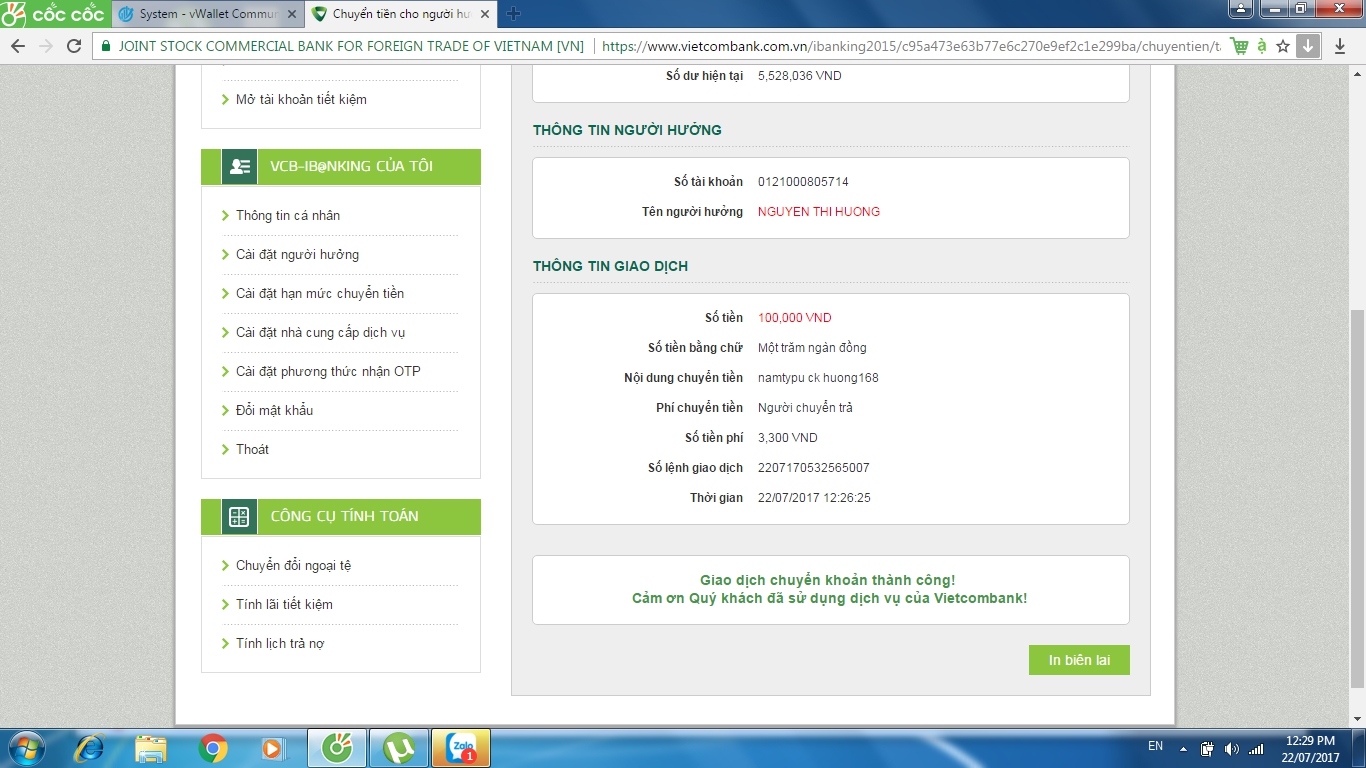 cốc cốc
System - vWallet Commun
Chuyển tiền cho người hư
JOINT STOCK COMMERCIAL BANK FOR FOREIGN TRADE OF VIETNAM [VN]
https://www.vietcombank.com.vn/ibanking2015/c95a473e63b77e6c270e9ef2c1e299ba/chuyentien/t
Mở tài khoản tiết kiệm
VCB-IB@NKING CỦA TÔI
Thông tin cá nhân
Cài đặt người hưởng
Cài đặt hạn mức chuyển tiền
Cài đặt nhà cung cấp dịch vụ
Cài đặt phương thức nhận OTP
Đổi mật khẩu
Thoát
CÔNG CỤ TÍNH TOÁN
Chuyển đổi ngoại tệ
Tính lãi tiết kiệm
Tính lịch trả nợ
Số dư hiện tại 5,528,036 VND
THÔNG TIN NGƯỜI HƯỞNG
Số tài khoản 0121000805714
Tên người hưởng NGUYEN THI HUONG
THÔNG TIN GIAO DỊCH
Số tiền 100,000 VND
Số tiền bằng chữ Một trăm ngàn đồng
Nội dung chuyển tiền namtypu ck huong168
Phí chuyển tiền Người chuyển trả
Số tiền phí 3,300 VND
Số lệnh giao dịch 2207170532565007
Thời gian 22/07/2017 12:26:25
Giao dịch chuyển khoản thành công!
Cảm ơn Quý khách đã sử dụng dịch vụ của Vietcombank!
In biên lai
Zalo
1
EN
12:29 PM
22/07/2017